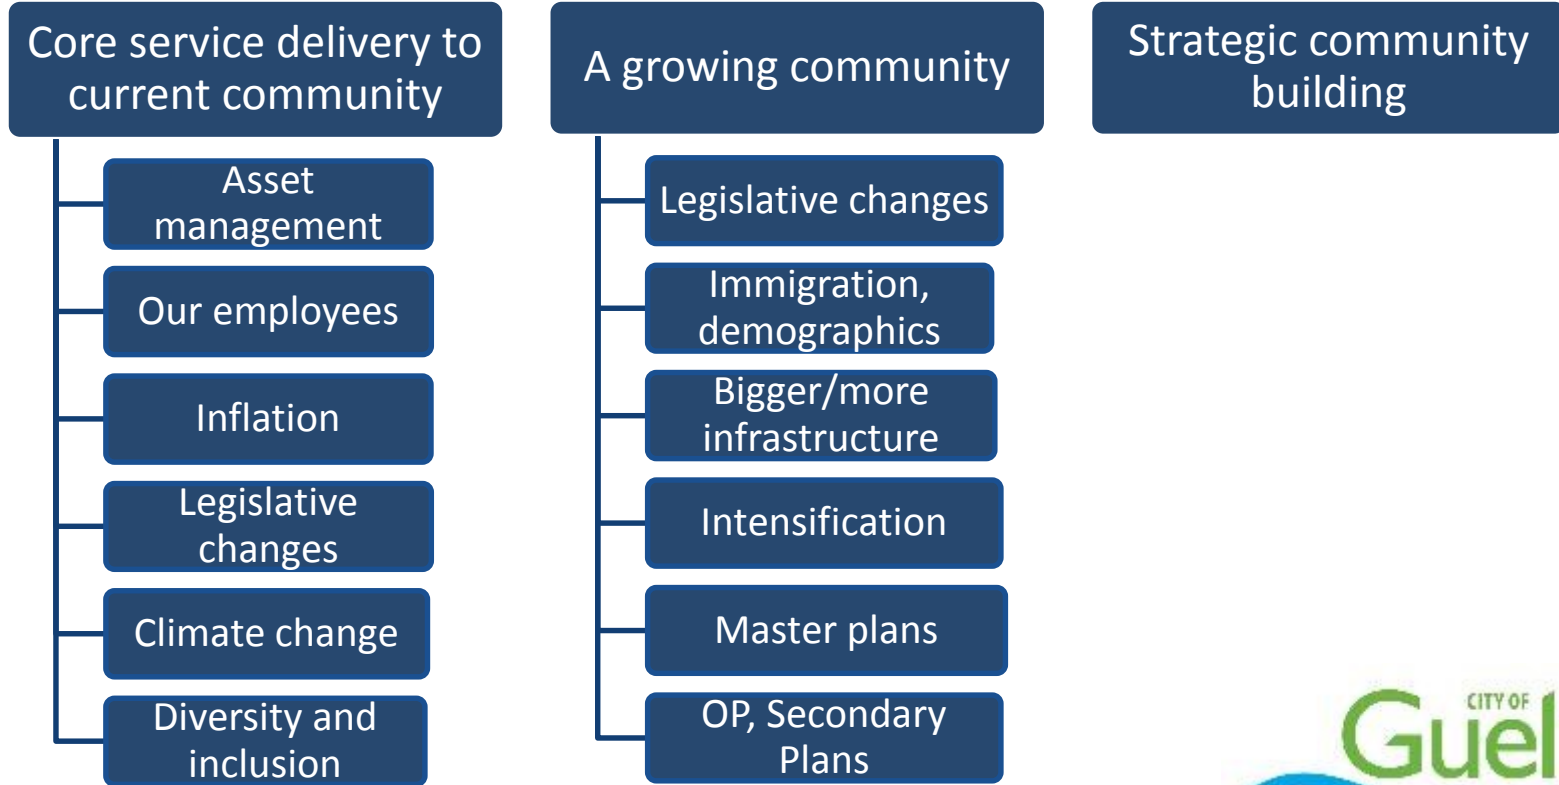 Core service delivery to
current community
Asset
management
Our employees
Inflation
Legislative
changes
Climate change
Diversity and
inclusion
A growing community
Legislative changes
Immigration,
demographics
Bigger/more
infrastructure
Intensification
Master plans
OP, Secondary
Plans
Strategic community
building
CITY OF
Guel